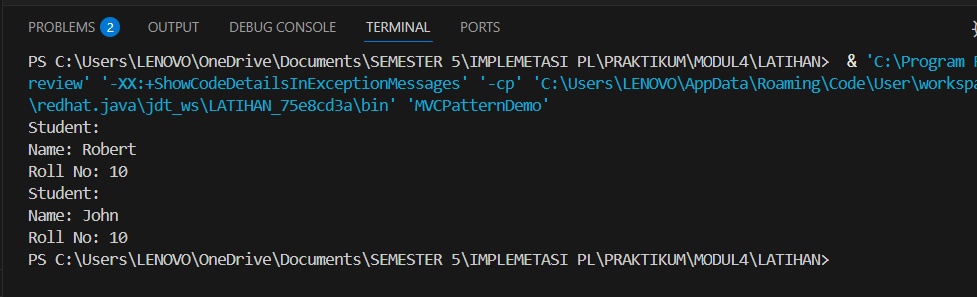 PROBLEMS 2 OUTPUT DEBUG CONSOLE TERMINAL PORTS
PS C:\Users\LENOVO\OneDrive\Documents\SEMESTER 5\IMPLEMETASI PL\PRAKTIKUM\MODUL4\LATIHAN> & 'C:\Program
review' '-XX:+ShowCodeDetailsInExceptionMessages' '-cp' 'C:\Users\LENOVO\AppData\Roaming\Code\User\workspa
\redhat.java\jdt_ws\LATIHAN_75e8cd3a\bin' 'MVCPatternDemo'
Student:
Name: Robert
Roll No: 10
Student:
Name: John
Roll No: 10
PS C:\Users\LENOVO\OneDrive\Documents\SEMESTER 5\IMPLEMETASI PL\PRAKTIKUM\MODUL4\LATIHAN>